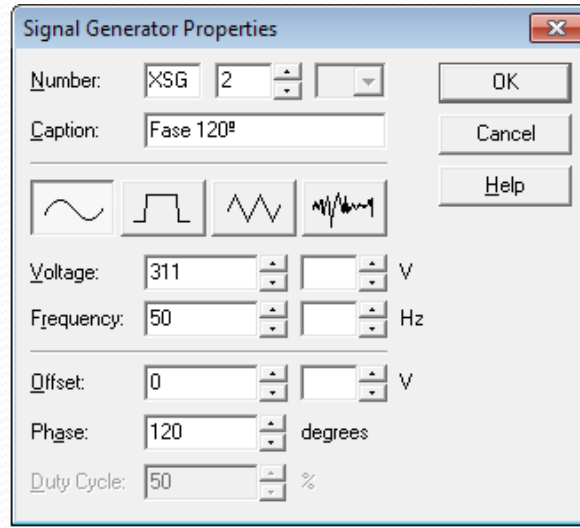 Signal Generator Properties
Number: XSG 2 OK
Caption: Fase 120º Cancel
Help
Voltage: 311 V
Frequency: 50 Hz
Offset: 0 V
Phase: 120 degrees
Duty Cycle: 50 %